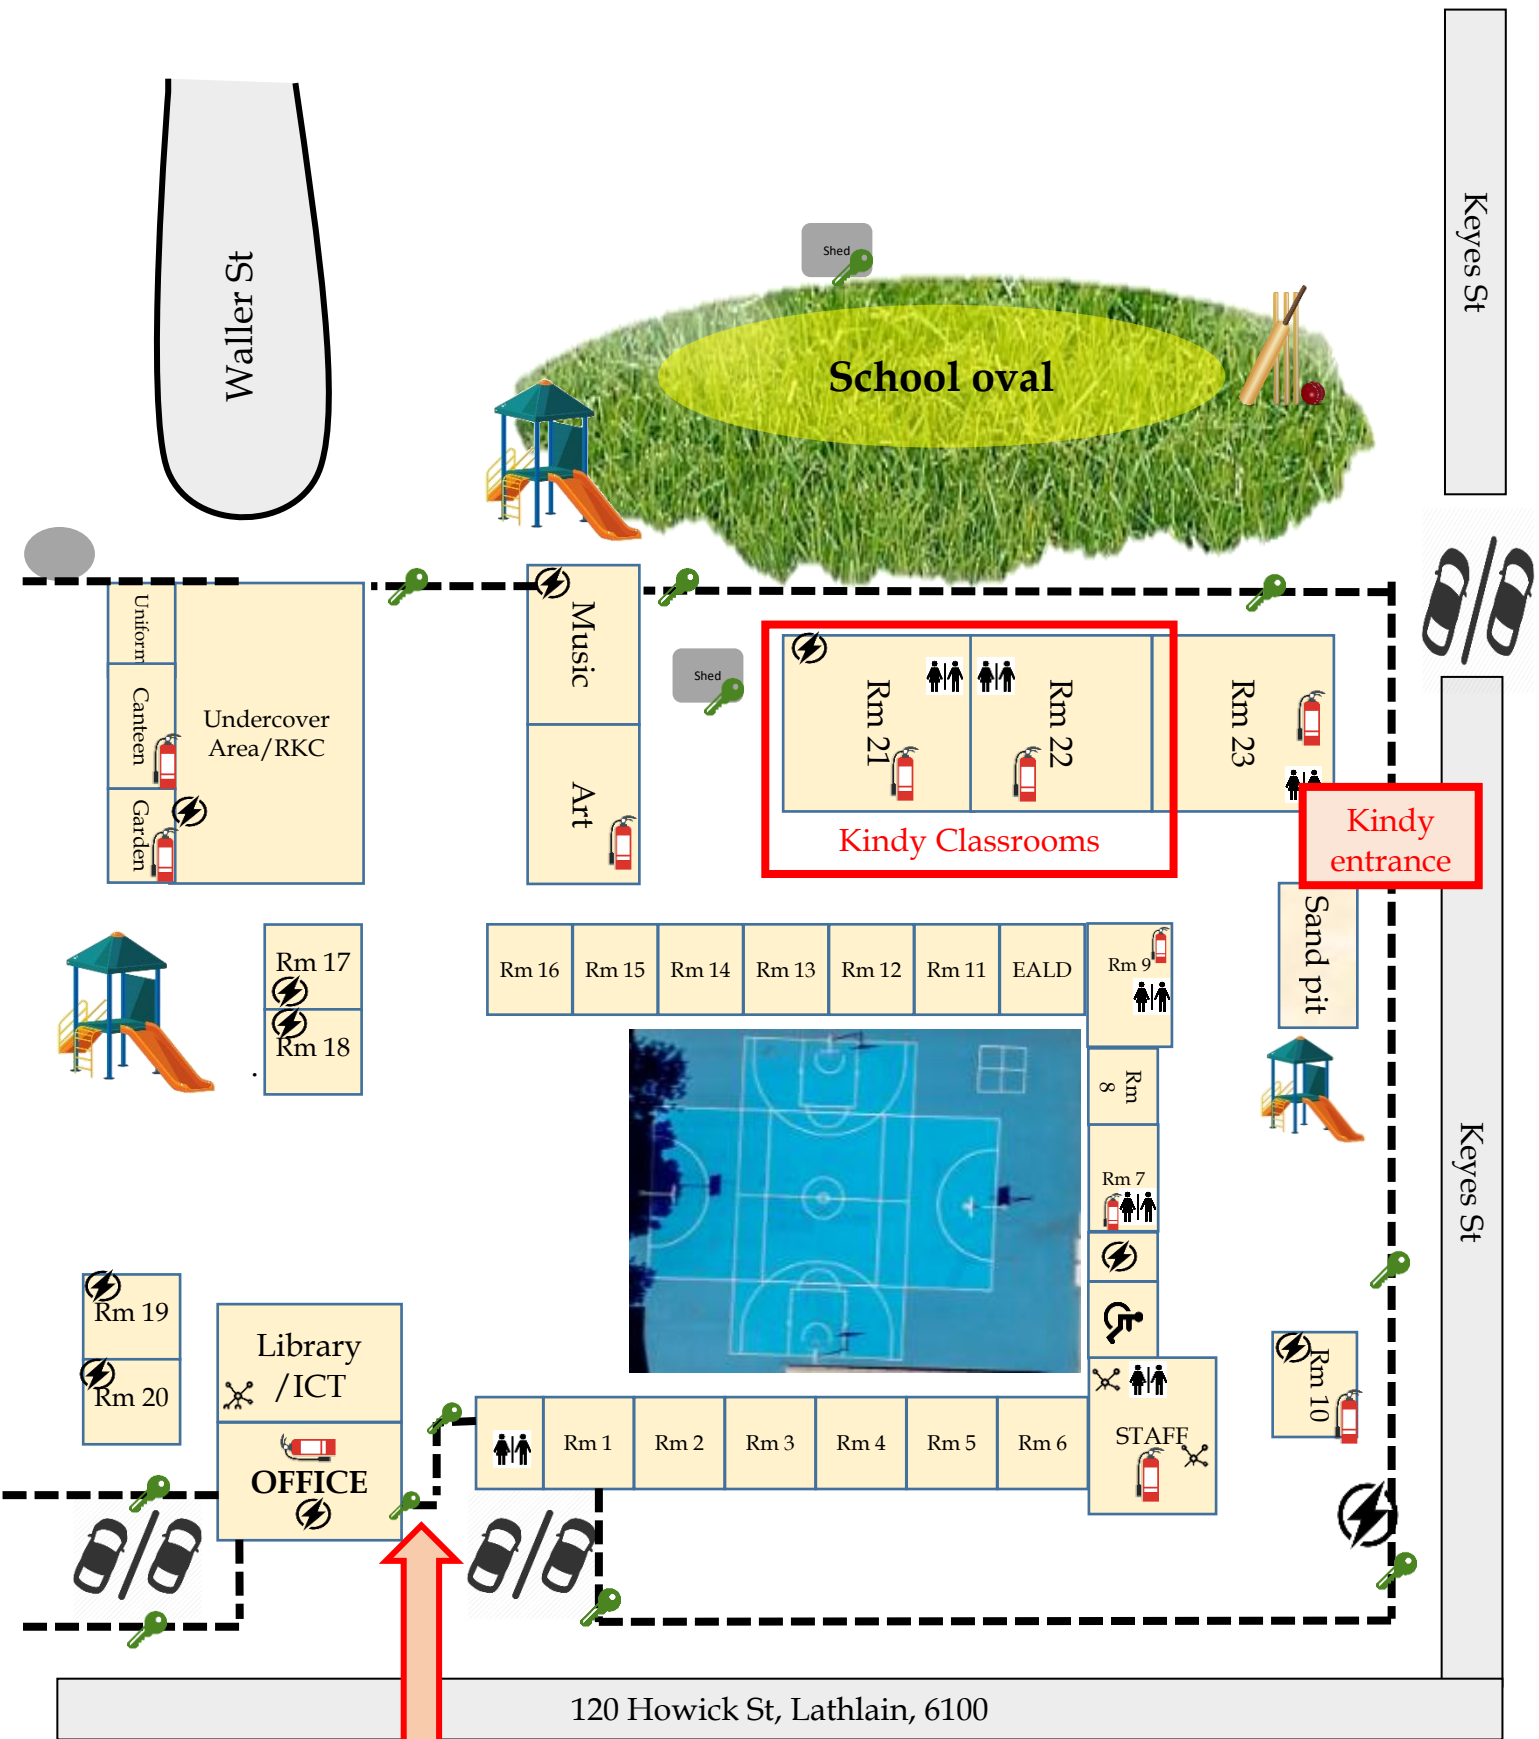 Keyes St
Waller St
Shed
School oval
Uniform
Canteen
Garden
Undercover
Area/RKC
Music
Art
Shed
Rm 21
Rm 22
Rm 23
Kindy Classrooms
Kindy
entrance
Sand pit
Rm 17
Rm 18
Rm 16
Rm 15
Rm 14
Rm 13
Rm 12
Rm 11
EALD
Rm 9
Rm
8
Rm 7
Keyes St
Rm 19
Rm 20
Library
/ICT
OFFICE
Rm 1
Rm 2
Rm 3
Rm 4
Rm 5
Rm 6
STAFF
Rm 10
120 Howick St, Lathlain, 6100